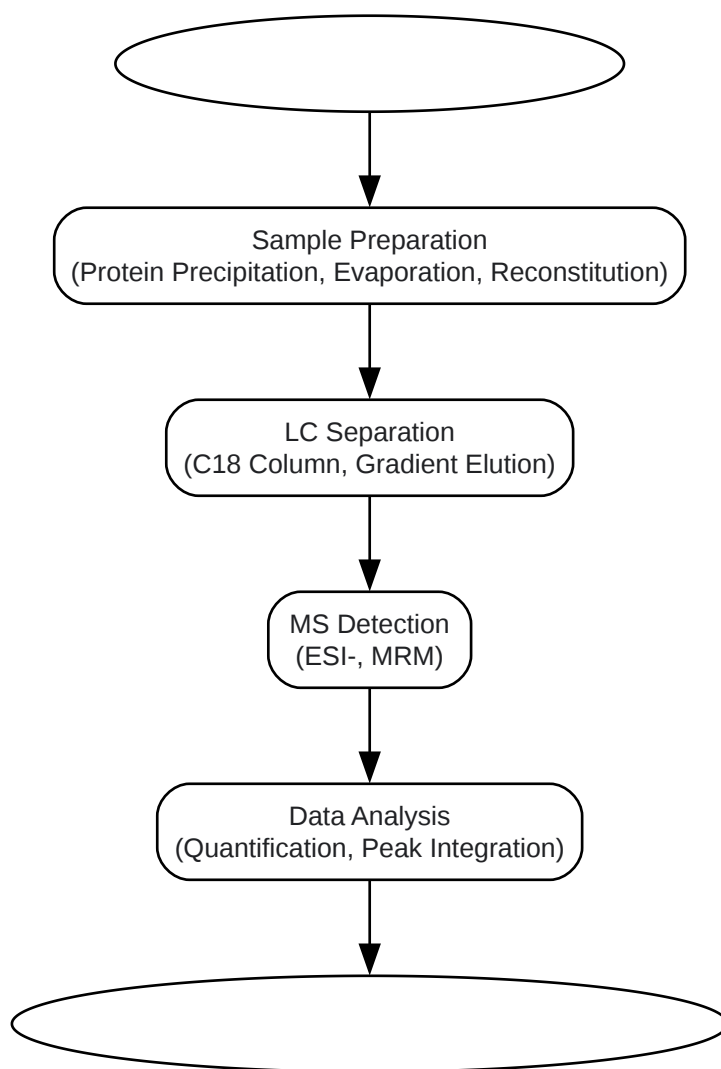 Sample Preparation
(Protein Precipitation, Evaporation, Reconstitution)
LC Separation
(C18 Column, Gradient Elution)
MS Detection
(ESI-, MRM)
Data Analysis
(Quantification, Peak Integration)